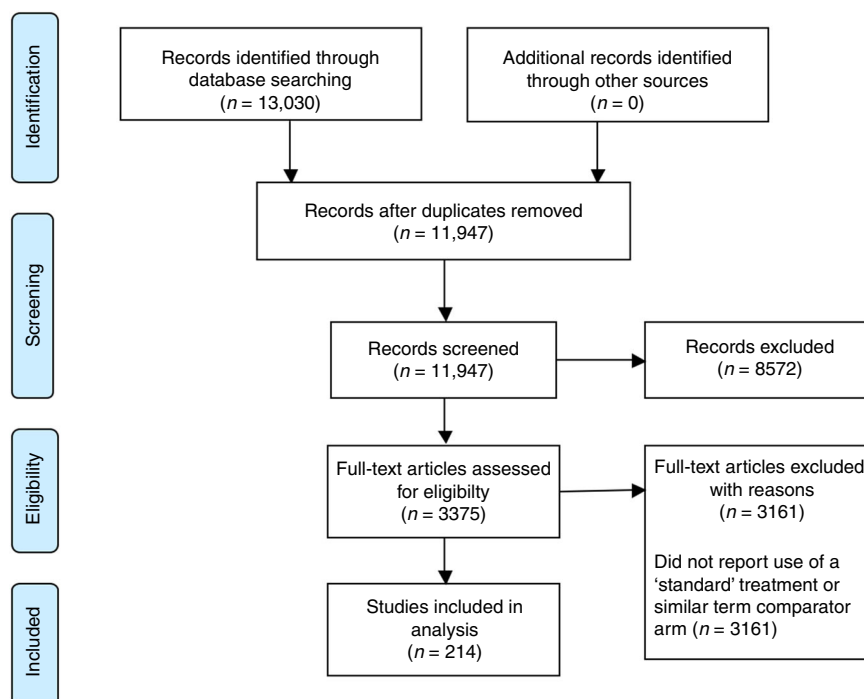 Identification
Records identified through
database searching
(n = 13,030)
Additional records identified
through other sources
(n = 0)
Records after duplicates removed
(n = 11,947)
Screening
Records screened
(n = 11,947)
Records excluded
(n = 8572)
Eligibility
Full-text articles assessed
for eligibilty
(n = 3375)
Full-text articles excluded
with reasons
(n = 3161)
Did not report use of a
‘standard’ treatment or
similar term comparator
arm (n = 3161)
Included
Studies included in
analysis
(n = 214)